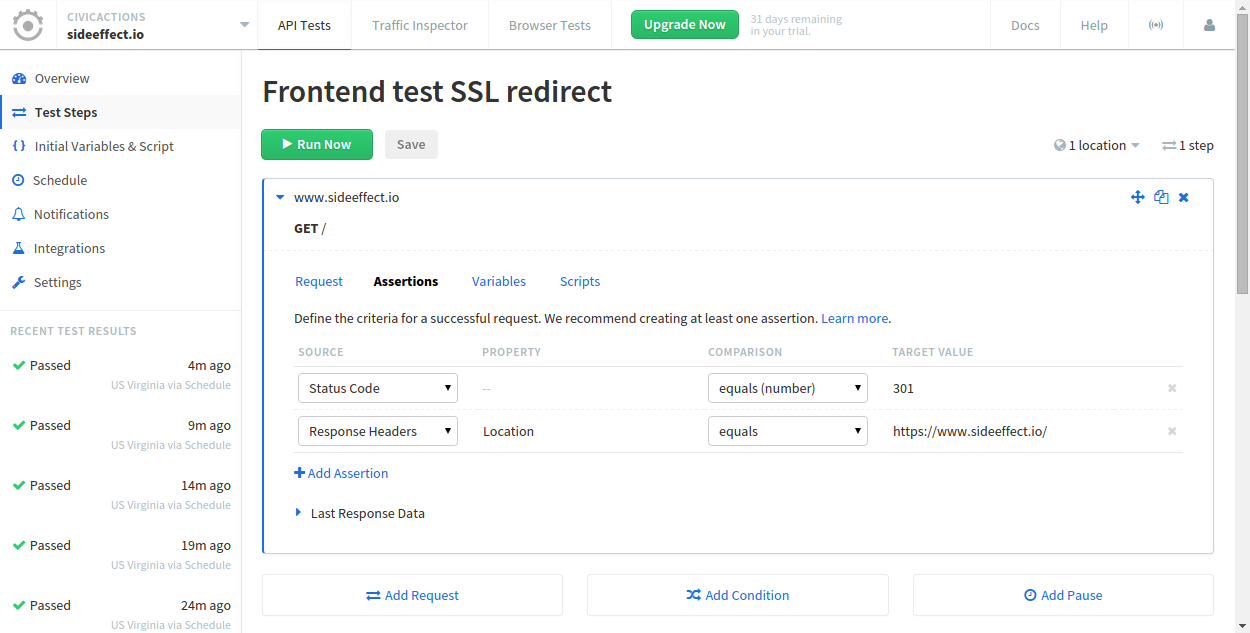 CIVICACTIONS
sideeffect.io
API Tests
Traffic Inspector
Browser Tests
Upgrade Now
31 days remaining
in your trial.
Docs
Help
Overview
Test Steps
{ } Initial Variables & Script
Schedule
Notifications
Integrations
Settings
RECENT TEST RESULTS
Passed 4m ago
US Virginia via Schedule
Passed 9m ago
US Virginia via Schedule
Passed 14m ago
US Virginia via Schedule
Passed 19m ago
US Virginia via Schedule
Passed 24m ago
US Virginia via Schedule
Frontend test SSL redirect
Run Now
Save
1 location
1 step
www.sideeffect.io
GET /
Request Assertions Variables Scripts
Define the criteria for a successful request. We recommend creating at least one assertion. Learn more.
SOURCE PROPERTY COMPARISON TARGET VALUE
Status Code -- equals (number) 301
Response Headers Location equals https://www.sideeffect.io/
Add Assertion
Last Response Data
Add Request
Add Condition
Add Pause